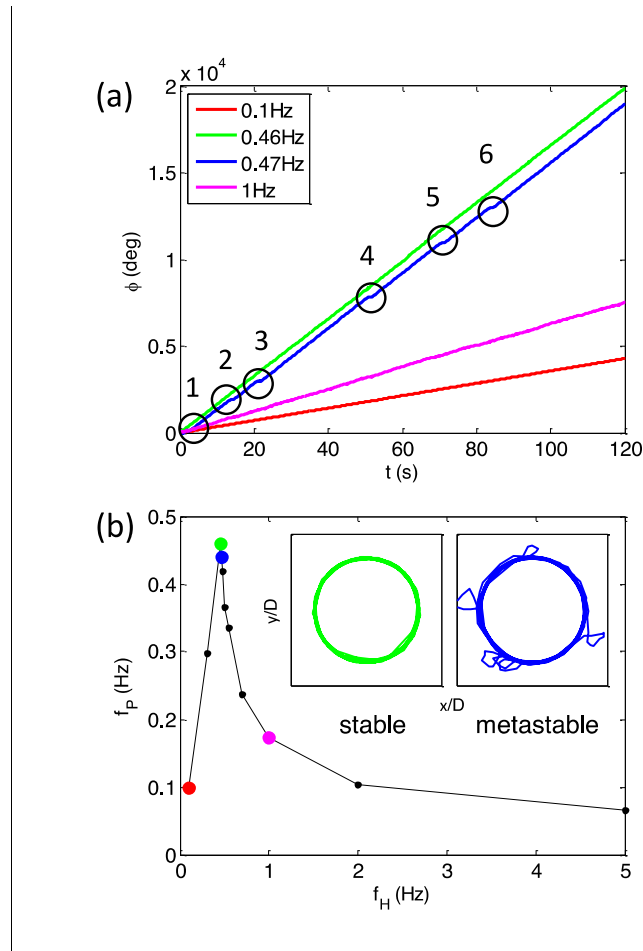 (a)
x 10⁴
2
1.5
1
0.5
0
ϕ (deg)
0.1Hz
0.46Hz
0.47Hz
1Hz
1
2
3
4
5
6
0 20 40 60 80 100 120
t (s)
(b)
0.5
0.4
0.3
0.2
0.1
0
f_P (Hz)
y/D
x/D
stable
metastable
0 1 2 3 4 5
f_H (Hz)